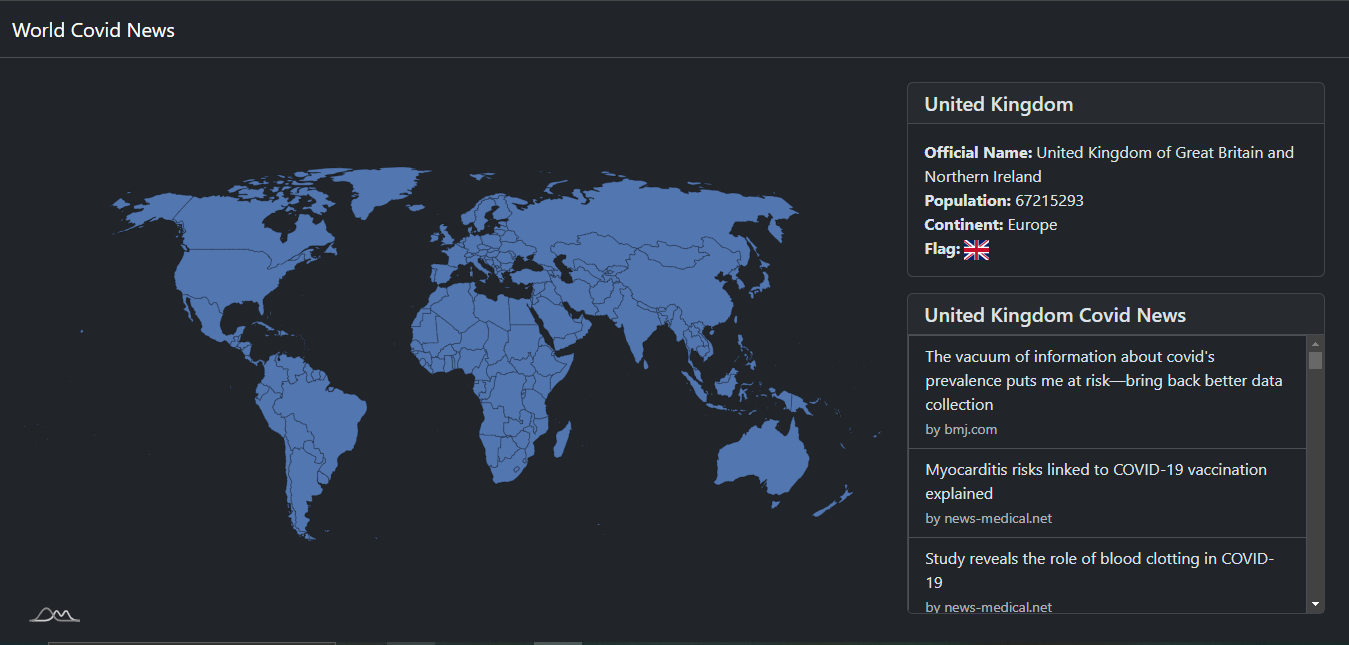 World Covid News
United Kingdom
Official Name: United Kingdom of Great Britain and
Northern Ireland
Population: 67215293
Continent: Europe
Flag:
United Kingdom Covid News
The vacuum of information about covid's
prevalence puts me at risk—bring back better data
collection
by bmj.com
Myocarditis risks linked to COVID-19 vaccination
explained
by news-medical.net
Study reveals the role of blood clotting in COVID-
19
by news-medical.net